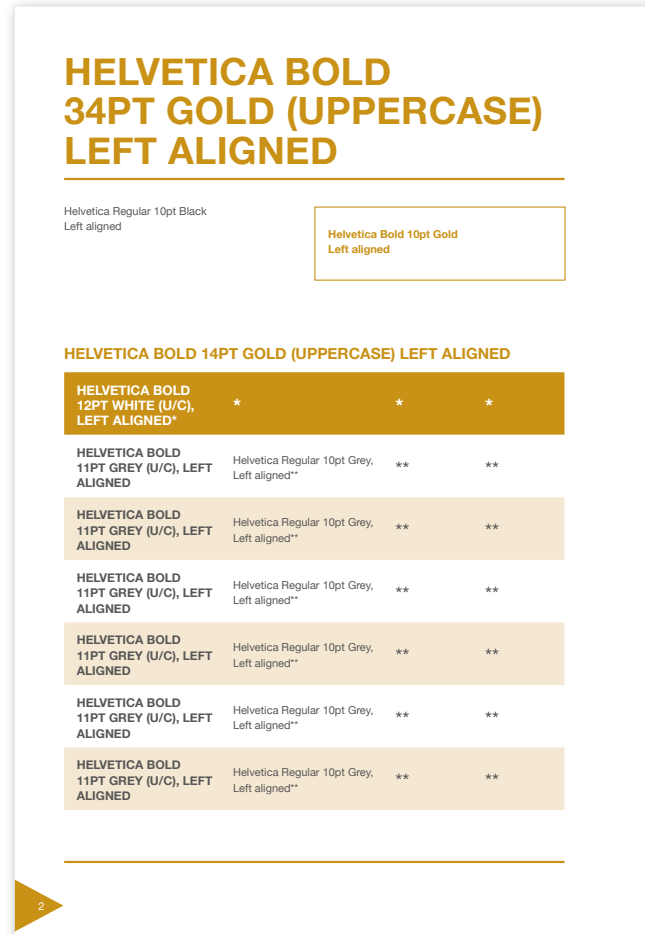 HELVETICA BOLD
34PT GOLD (UPPERCASE)
LEFT ALIGNED
Helvetica Regular 10pt Black
Left aligned
Helvetica Bold 10pt Gold
Left aligned
HELVETICA BOLD 14PT GOLD (UPPERCASE) LEFT ALIGNED
HELVETICA BOLD
12PT WHITE (U/C),
LEFT ALIGNED*
*
*
*
HELVETICA BOLD
11PT GREY (U/C), LEFT
ALIGNED
Helvetica Regular 10pt Grey,
Left aligned**
**
**
HELVETICA BOLD
11PT GREY (U/C), LEFT
ALIGNED
Helvetica Regular 10pt Grey,
Left aligned**
**
**
HELVETICA BOLD
11PT GREY (U/C), LEFT
ALIGNED
Helvetica Regular 10pt Grey,
Left aligned**
**
**
HELVETICA BOLD
11PT GREY (U/C), LEFT
ALIGNED
Helvetica Regular 10pt Grey,
Left aligned**
**
**
HELVETICA BOLD
11PT GREY (U/C), LEFT
ALIGNED
Helvetica Regular 10pt Grey,
Left aligned**
**
**
HELVETICA BOLD
11PT GREY (U/C), LEFT
ALIGNED
Helvetica Regular 10pt Grey,
Left aligned**
**
**
2